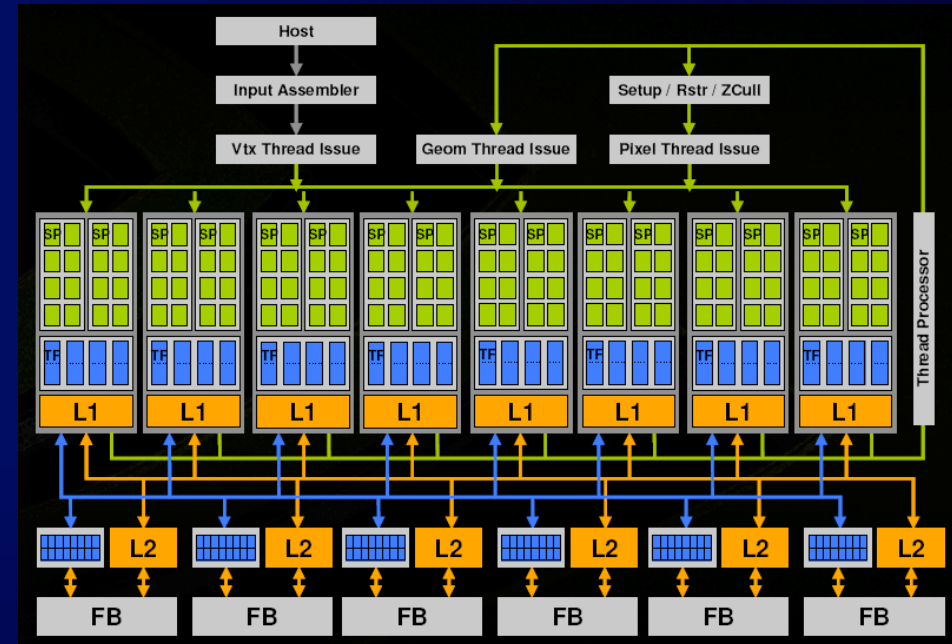 Host
Input Assembler
Setup / Rstr / ZCull
Vtx Thread Issue
Geom Thread Issue
Pixel Thread Issue
SP SP SP SP SP SP SP SP SP SP SP SP SP SP SP SP
Thread Processor
TF TF TF TF TF TF TF TF
L1 L1 L1 L1 L1 L1 L1 L1
L2 L2 L2 L2 L2 L2
FB FB FB FB FB FB